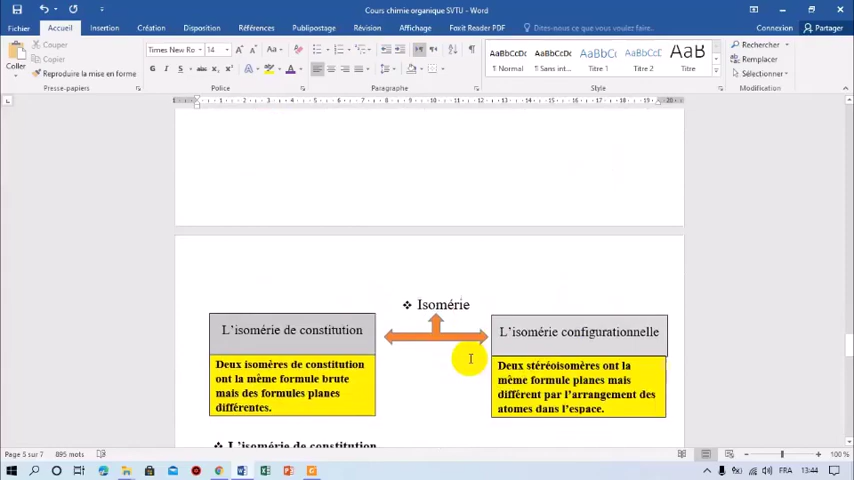 Cours chimie organique SVTU - Word
Fichier Accueil Insertion Création Disposition Références Publipostage Révision Affichage Foxit Reader PDF Dites-nous ce que vous voulez faire. Connexion Partager
Coller
Couper
Copier
Reproduire la mise en forme
Times New Ro 14
G I S
AaBbCcDc AaBbCcDc AaBbCc AaBbCcD AaB
¶ Normal ¶ Sans int... Titre 1 Titre 2 Titre
Rechercher
Remplacer
Sélectionner
Presse-papiers Police Paragraphe Style Modification
❖ Isomérie
L’isomérie de constitution
L’isomérie configurationnelle
Deux isomères de constitution
ont la même formule brute
mais des formules planes
différentes.
Deux stéréoisomères ont la
même formule planes mais
différent par l’arrangement des
atomes dans l’espace.
❖ L’isomérie de constitution
Page 5 sur 7 895 mots 100 %
FRA 13:44